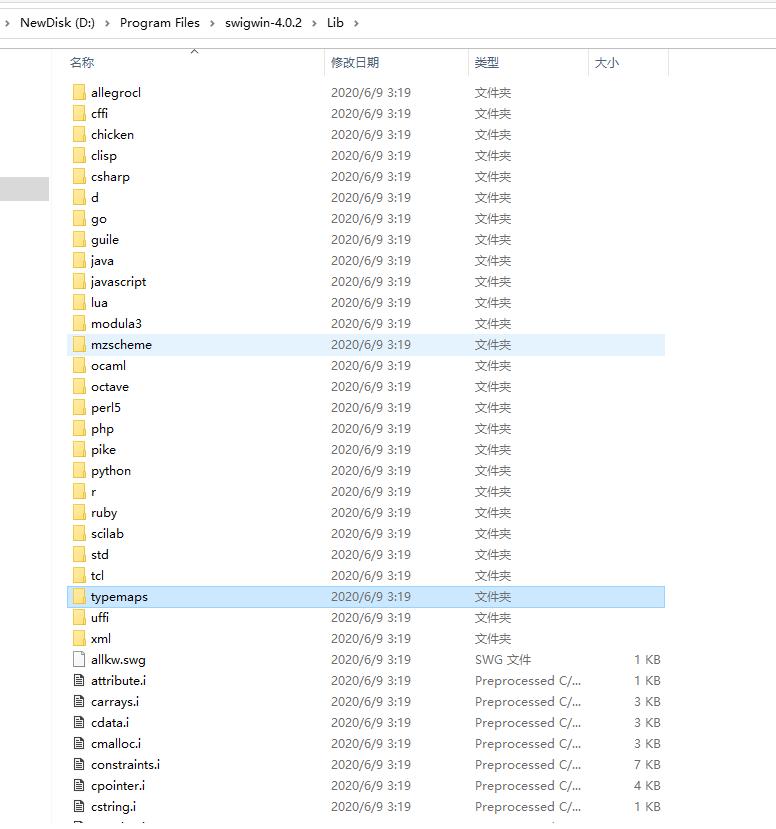 NewDisk (D:) › Program Files › swigwin-4.0.2 › Lib ›
名称 修改日期 类型 大小
allegrocl 2020/6/9 3:19 文件夹
cffi 2020/6/9 3:19 文件夹
chicken 2020/6/9 3:19 文件夹
clisp 2020/6/9 3:19 文件夹
csharp 2020/6/9 3:19 文件夹
d 2020/6/9 3:19 文件夹
go 2020/6/9 3:19 文件夹
guile 2020/6/9 3:19 文件夹
java 2020/6/9 3:19 文件夹
javascript 2020/6/9 3:19 文件夹
lua 2020/6/9 3:19 文件夹
modula3 2020/6/9 3:19 文件夹
mzscheme 2020/6/9 3:19 文件夹
ocaml 2020/6/9 3:19 文件夹
octave 2020/6/9 3:19 文件夹
perl5 2020/6/9 3:19 文件夹
php 2020/6/9 3:19 文件夹
pike 2020/6/9 3:19 文件夹
python 2020/6/9 3:19 文件夹
r 2020/6/9 3:19 文件夹
ruby 2020/6/9 3:19 文件夹
scilab 2020/6/9 3:19 文件夹
std 2020/6/9 3:19 文件夹
tcl 2020/6/9 3:19 文件夹
typemaps 2020/6/9 3:19 文件夹
uffi 2020/6/9 3:19 文件夹
xml 2020/6/9 3:19 文件夹
allkw.swg 2020/6/9 3:19 SWG 文件 1 KB
attribute.i 2020/6/9 3:19 Preprocessed C/... 1 KB
carrays.i 2020/6/9 3:19 Preprocessed C/... 3 KB
cdata.i 2020/6/9 3:19 Preprocessed C/... 3 KB
cmalloc.i 2020/6/9 3:19 Preprocessed C/... 3 KB
constraints.i 2020/6/9 3:19 Preprocessed C/... 7 KB
cpointer.i 2020/6/9 3:19 Preprocessed C/... 4 KB
cstring.i 2020/6/9 3:19 Preprocessed C/... 1 KB